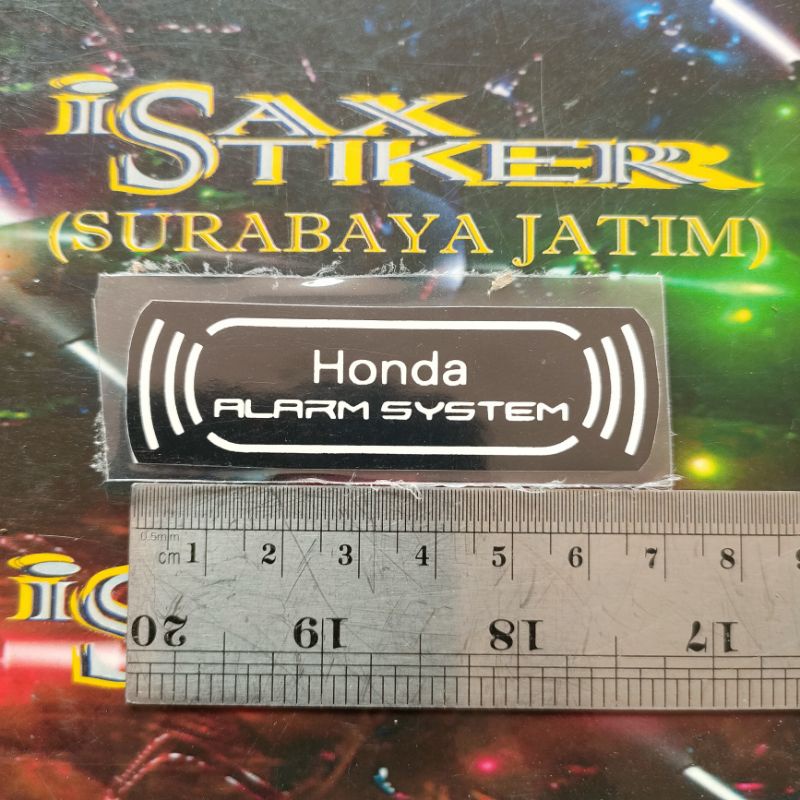 iSAX
STIKER
(SURABAYA JATIM)
Honda
ALARM SYSTEM
0.5mm
cm 1 2 3 4 5 6 7 8 9
20 19 18 17